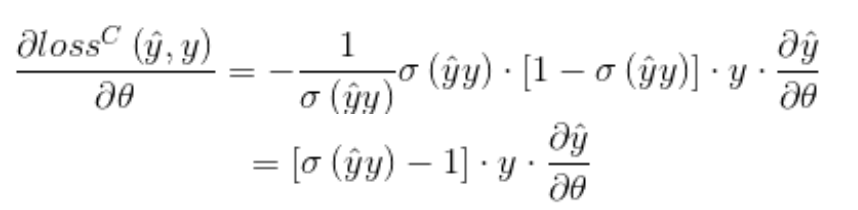 ∂loss^C (ŷ, y) / ∂θ = − 1 / σ (ŷy) σ (ŷy) · [1 − σ (ŷy)] · y · ∂ŷ / ∂θ
= [σ (ŷy) − 1] · y · ∂ŷ / ∂θ